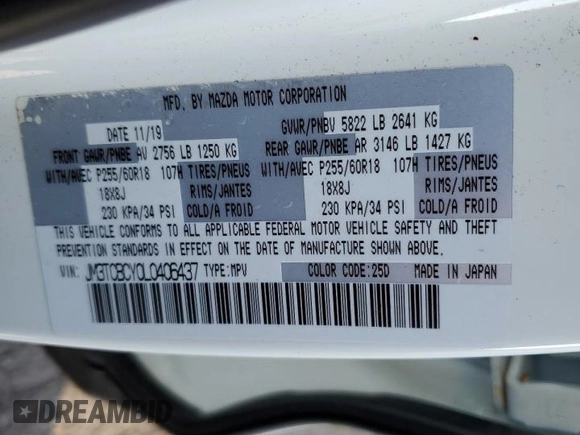 MFD. BY MAZDA MOTOR CORPORATION
DATE 11/19
GVWR/PNBV 5822 LB 2641 KG
FRONT GAWR/PNBE AV 2756 LB 1250 KG
REAR GAWR/PNBE AR 3146 LB 1427 KG
WITH/AVEC P255/60R18 107H TIRES/PNEUS
WITH/AVEC P255/60R18 107H TIRES/PNEUS
18X8J RIMS/JANTES
18X8J RIMS/JANTES
230 KPA/34 PSI COLD/A FROID
230 KPA/34 PSI COLD/A FROID
THIS VEHICLE CONFORMS TO ALL APPLICABLE FEDERAL MOTOR VEHICLE SAFETY AND THEFT
PREVENTION STANDARDS IN EFFECT ON THE DATE OF MANUFACTURE SHOWN ABOVE.
VIN: JM3TCBCY0L0406437 TYPE:MPV COLOR CODE:25D MADE IN JAPAN
DREAMBID